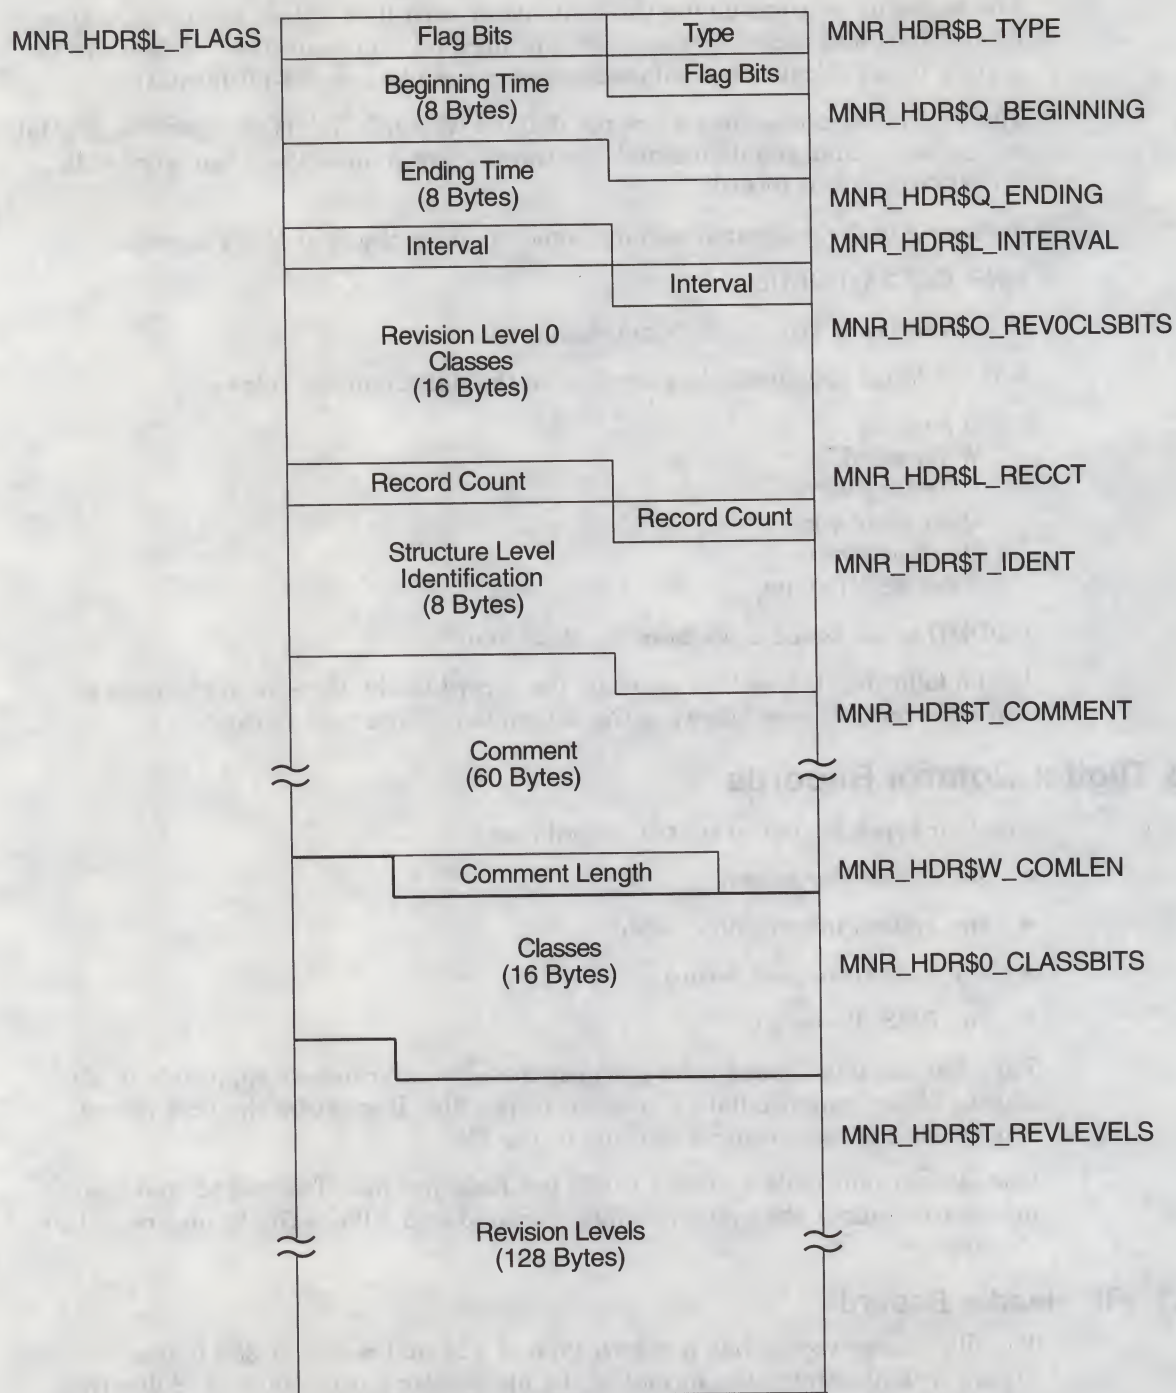 MNR_HDR$L_FLAGS Flag Bits Type MNR_HDR$B_TYPE
Flag Bits
Beginning Time
(8 Bytes)
MNR_HDR$Q_BEGINNING
Ending Time
(8 Bytes)
MNR_HDR$Q_ENDING
Interval MNR_HDR$L_INTERVAL
Interval
Revision Level 0
Classes
(16 Bytes)
MNR_HDR$O_REV0CLSBITS
Record Count MNR_HDR$L_RECCT
Record Count
Structure Level
Identification
(8 Bytes)
MNR_HDR$T_IDENT
MNR_HDR$T_COMMENT
Comment
(60 Bytes)
Comment Length MNR_HDR$W_COMLEN
Classes
(16 Bytes)
MNR_HDR$0_CLASSBITS
MNR_HDR$T_REVLEVELS
Revision Levels
(128 Bytes)